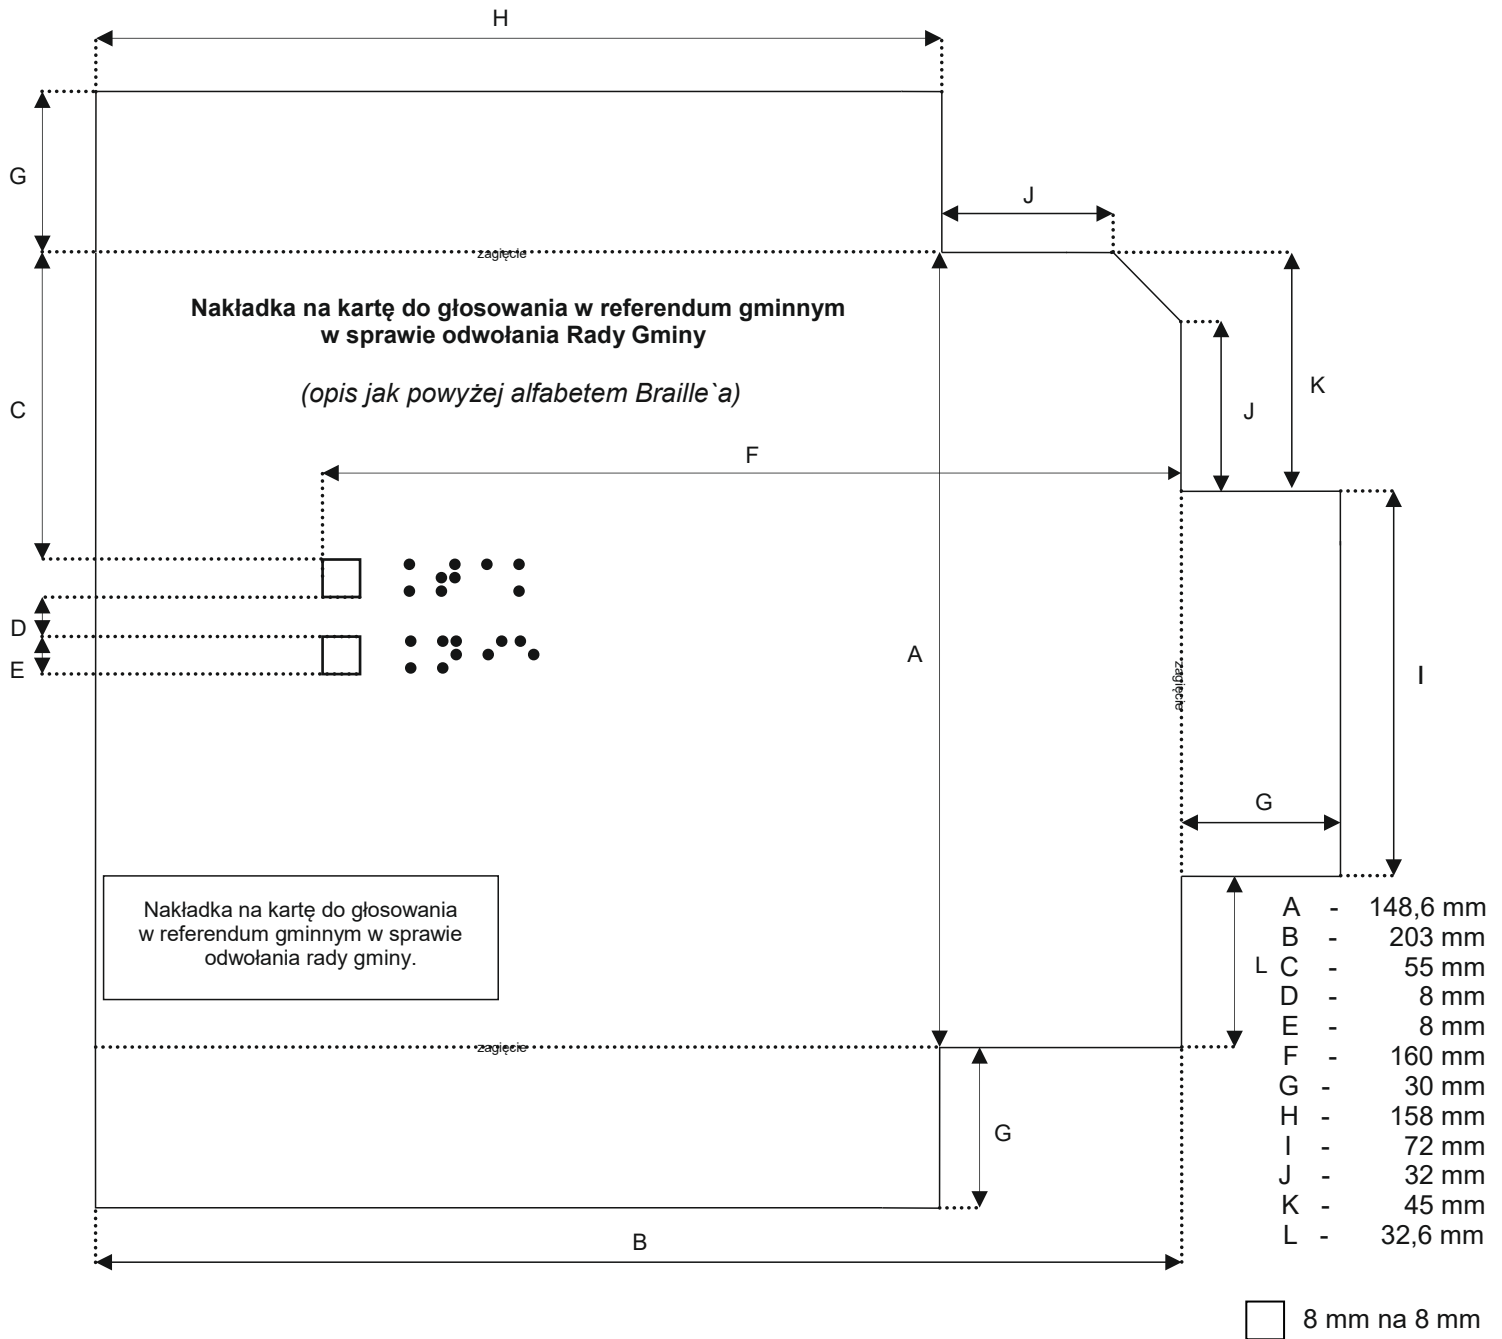 H
G
J
zagięcie
Nakładka na kartę do głosowania w referendum gminnym
w sprawie odwołania Rady Gminy
K
(opis jak powyżej alfabetem Braille`a)
C
J
F
D
A
E
zagięcie
I
G
Nakładka na kartę do głosowania
w referendum gminnym w sprawie
odwołania rady gminy.
L
A - 148,6 mm
B - 203 mm
C - 55 mm
D - 8 mm
E - 8 mm
F - 160 mm
G - 30 mm
H - 158 mm
I - 72 mm
J - 32 mm
K - 45 mm
L - 32,6 mm
zagięcie
G
B
8 mm na 8 mm